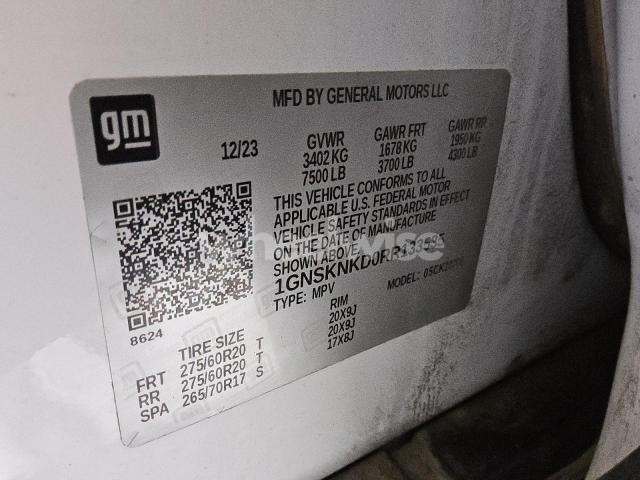 gm
MFD BY GENERAL MOTORS LLC
12/23
GVWR GAWR FRT GAWR RR
3402 KG 1678 KG 1950 KG
7500 LB 3700 LB 4300 LB
THIS VEHICLE CONFORMS TO ALL
APPLICABLE U.S. FEDERAL MOTOR
VEHICLE SAFETY STANDARDS IN EFFECT
ON THE DATE OF MANUFACTURE
SHOWN ABOVE.
TYPE: MPV MODEL:
8624
TIRE SIZE RIM
FRT 275/60R20 T 20X9J
RR 275/60R20 T 20X9J
SPA 265/70R17 S 17X8J